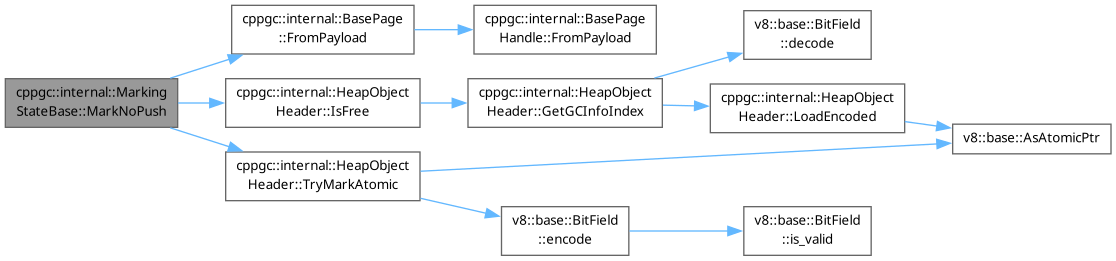 cppgc::internal::Marking
StateBase::MarkNoPush
cppgc::internal::BasePage
::FromPayload
cppgc::internal::BasePage
Handle::FromPayload
cppgc::internal::HeapObject
Header::IsFree
cppgc::internal::HeapObject
Header::GetGCInfoIndex
v8::base::BitField
::decode
cppgc::internal::HeapObject
Header::LoadEncoded
v8::base::AsAtomicPtr
cppgc::internal::HeapObject
Header::TryMarkAtomic
v8::base::BitField
::encode
v8::base::BitField
::is_valid